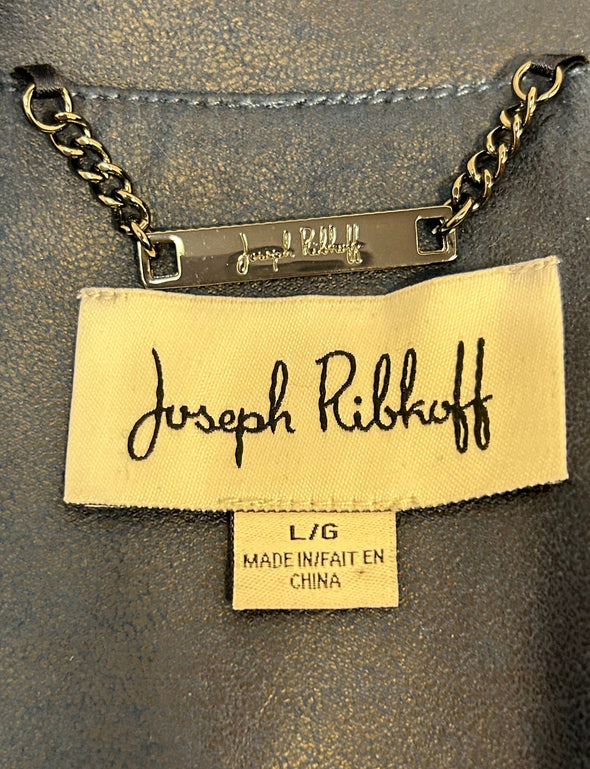 Joseph Ribkoff
Joseph Ribkoff
L/G
MADE IN/FAIT EN
CHINA